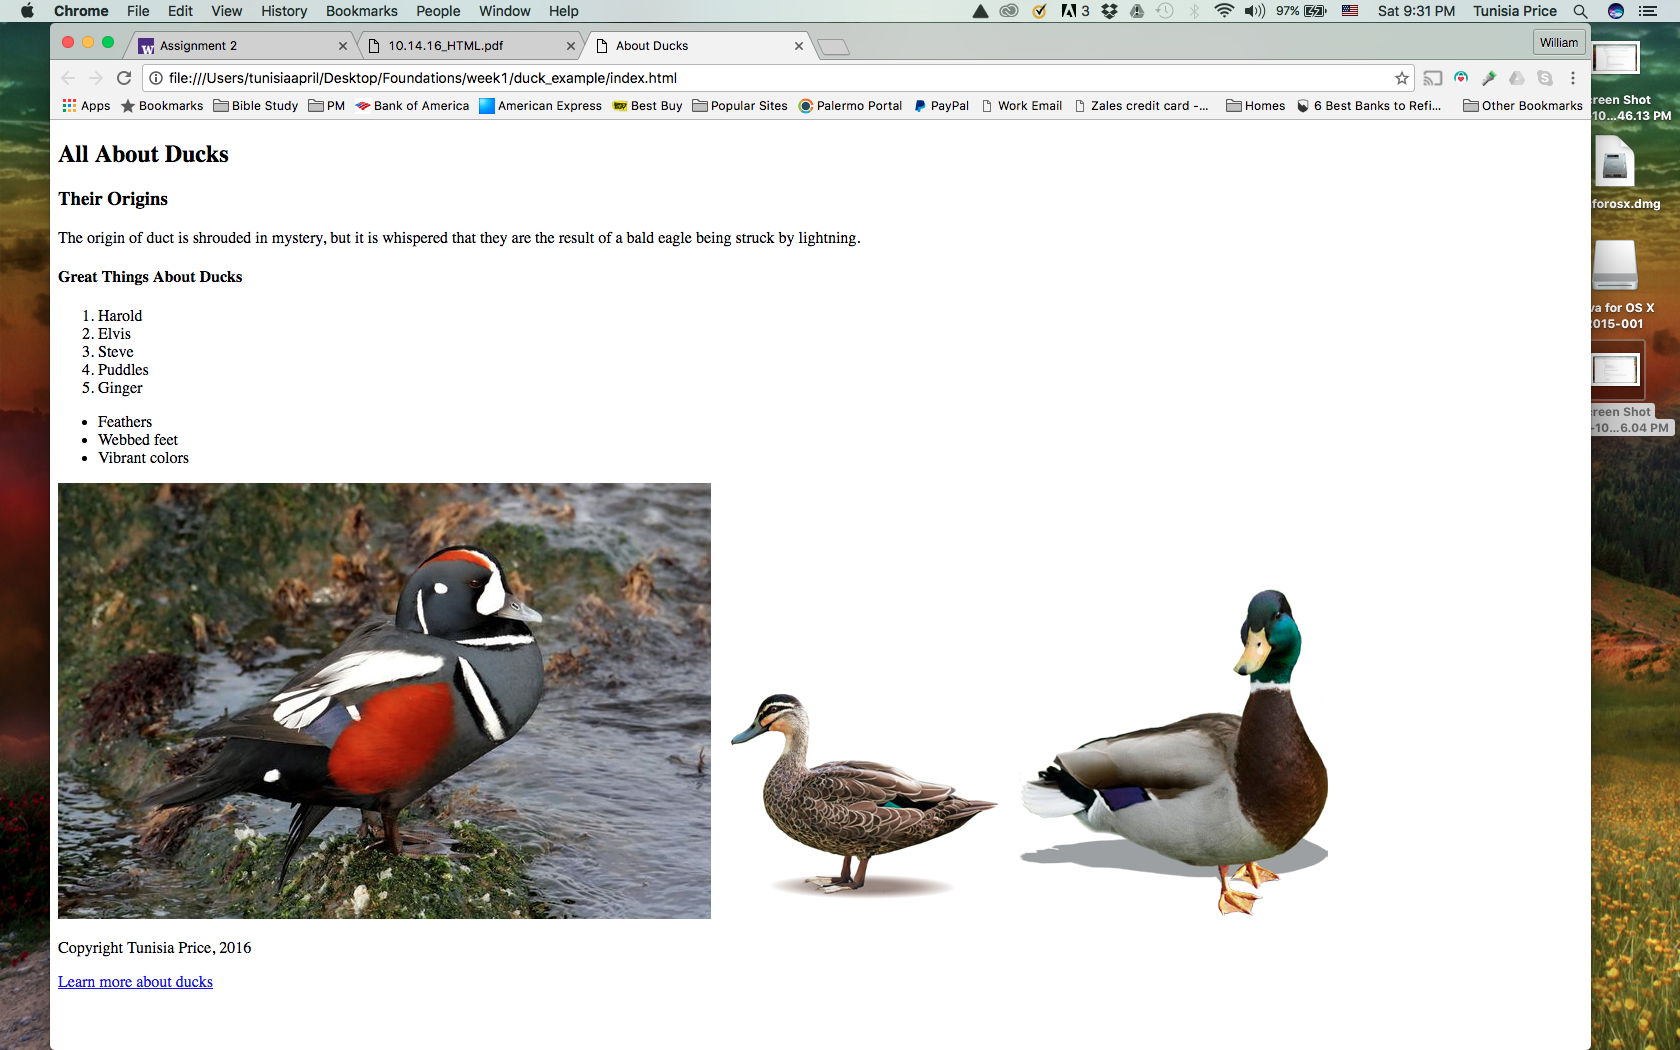 Chrome File Edit View History Bookmarks People Window Help 3 97% Sat 9:31 PM Tunisia Price
Assignment 2 10.14.16_HTML.pdf About Ducks William
file:///Users/tunisiaapril/Desktop/Foundations/week1/duck_example/index.html
Apps Bookmarks Bible Study PM Bank of America American Express Best Buy Popular Sites Palermo Portal PayPal Work Email Zales credit card -... Homes 6 Best Banks to Refi... Other Bookmarks
All About Ducks
Their Origins
The origin of duct is shrouded in mystery, but it is whispered that they are the result of a bald eagle being struck by lightning.
Great Things About Ducks
1. Harold
2. Elvis
3. Steve
4. Puddles
5. Ginger
• Feathers
• Webbed feet
• Vibrant colors
Copyright Tunisia Price, 2016
Learn more about ducks
reen Shot
10...46.13 PM
forosx.dmg
va for OS X
2015-001
reen Shot
-10...6.04 PM